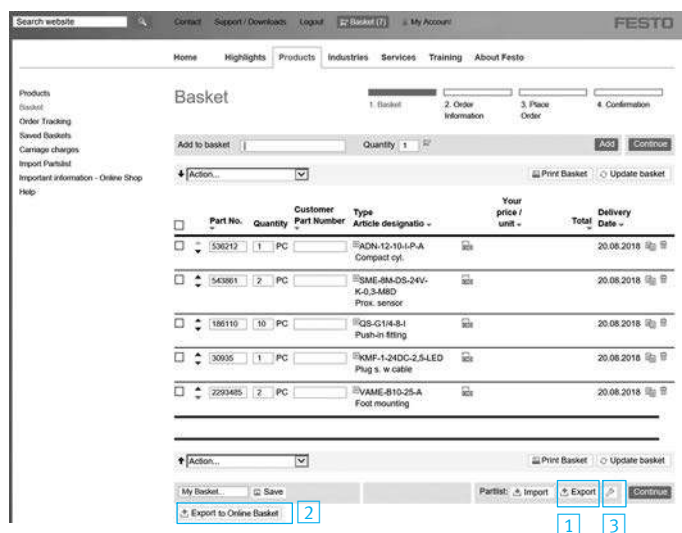 Search website
Contact Support / Downloads Logout Basket (7) My Account
FESTO
Home Highlights Products Industries Services Training About Festo
Products
Basket
Order Tracking
Saved Baskets
Carriage charges
Import Partslist
Important information - Online Shop
Help
Basket
1. Basket
2. Order Information
3. Place Order
4. Confirmation
Add to basket Quantity 1 Add Continue
Action... Print Basket Update basket
Part No. Quantity Customer Part Number Type Article designatio Your price / unit Total Delivery Date
536212 1 PC ADN-12-10-I-P-A 20.08.2018
Compact cyl.
543861 2 PC SME-8M-DS-24V-K-0,3-M8D 20.08.2018
Prox. sensor
186110 10 PC QS-G1/4-8-I 20.08.2018
Push-in fitting
30935 1 PC KMF-1-24DC-2,5-LED 20.08.2018
Plug s. w cable
2293485 2 PC VAME-B10-25-A 20.08.2018
Foot mounting
Action... Print Basket Update basket
My Basket... Save Partlist: Import Export Continue
Export to Online Basket 2
1 3